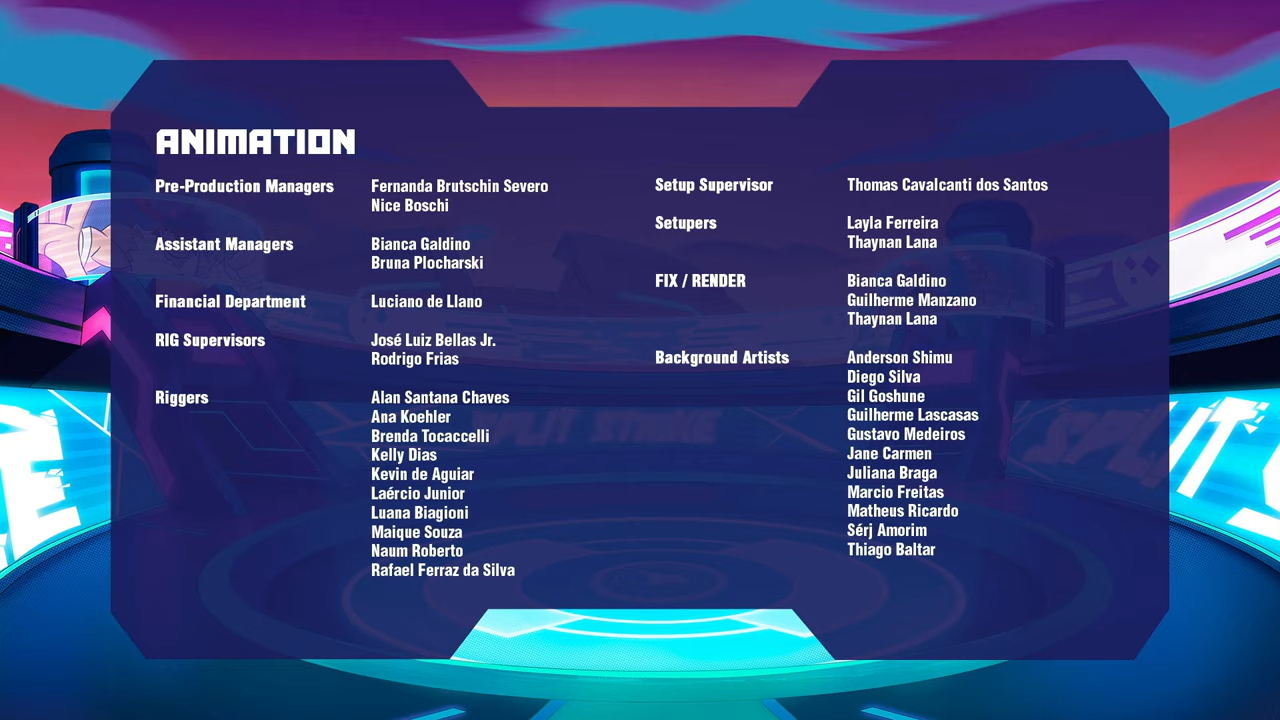 ANIMATION
Pre-Production Managers Fernanda Brutschin Severo
Nice Boschi
Assistant Managers Bianca Galdino
Bruna Plocharski
Financial Department Luciano de Llano
RIG Supervisors José Luiz Bellas Jr.
Rodrigo Frias
Riggers Alan Santana Chaves
Ana Koehler
Brenda Tocaccelli
Kelly Dias
Kevin de Aguiar
Laércio Junior
Luana Biagioni
Maique Souza
Naum Roberto
Rafael Ferraz da Silva
Setup Supervisor Thomas Cavalcanti dos Santos
Setupers Layla Ferreira
Thaynan Lana
FIX / RENDER Bianca Galdino
Guilherme Manzano
Thaynan Lana
Background Artists Anderson Shimu
Diego Silva
Gil Goshune
Guilherme Lascasas
Gustavo Medeiros
Jane Carmen
Juliana Braga
Marcio Freitas
Matheus Ricardo
Sérj Amorim
Thiago Baltar
SPLIT STRIKE
SPLIT S